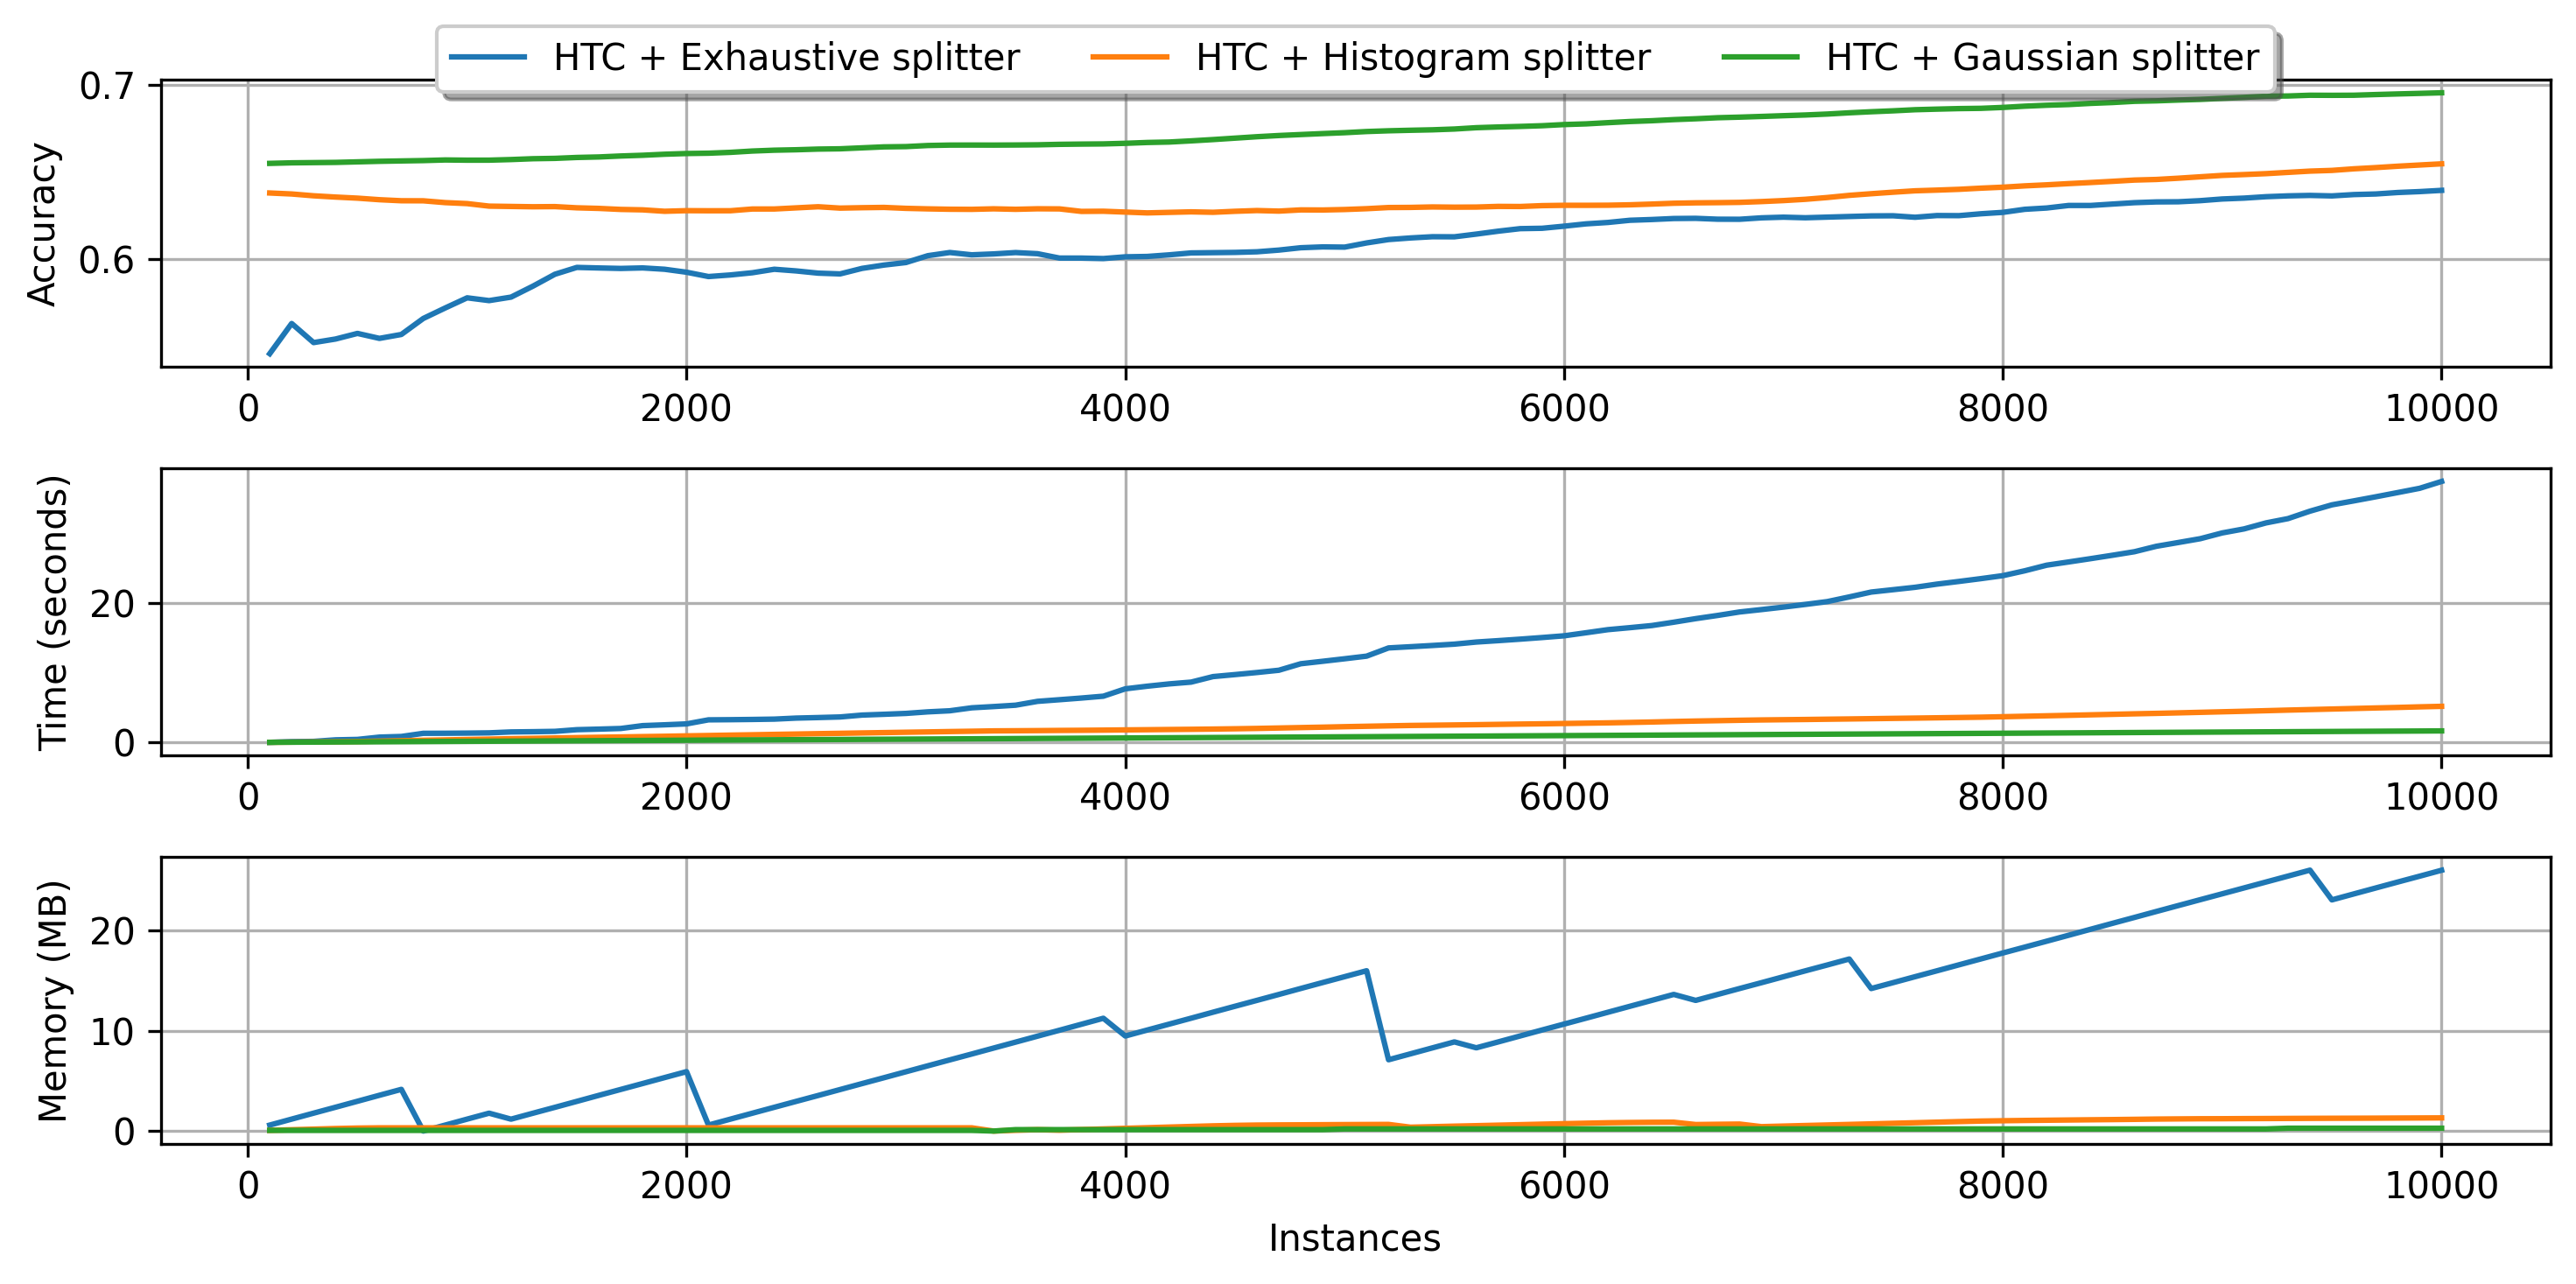 HTC + Exhaustive splitter HTC + Histogram splitter HTC + Gaussian splitter
0.7
0.6
Accuracy
0 2000 4000 6000 8000 10000
20
0
Time (seconds)
0 2000 4000 6000 8000 10000
20
10
0
Memory (MB)
0 2000 4000 6000 8000 10000
Instances